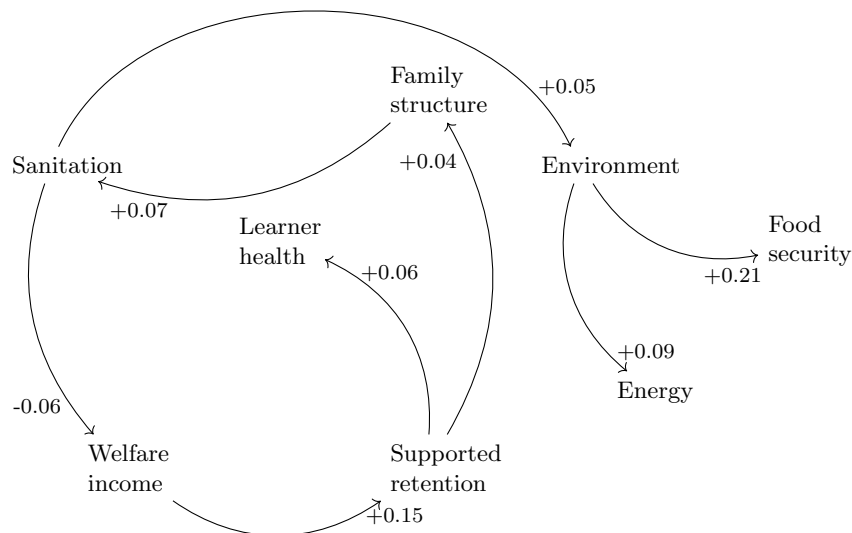 Family
structure
+0.05
+0.04
Sanitation
Environment
+0.07
Learner
health
Food
security
+0.06
+0.21
+0.09
Energy
-0.06
Welfare
income
Supported
retention
+0.15